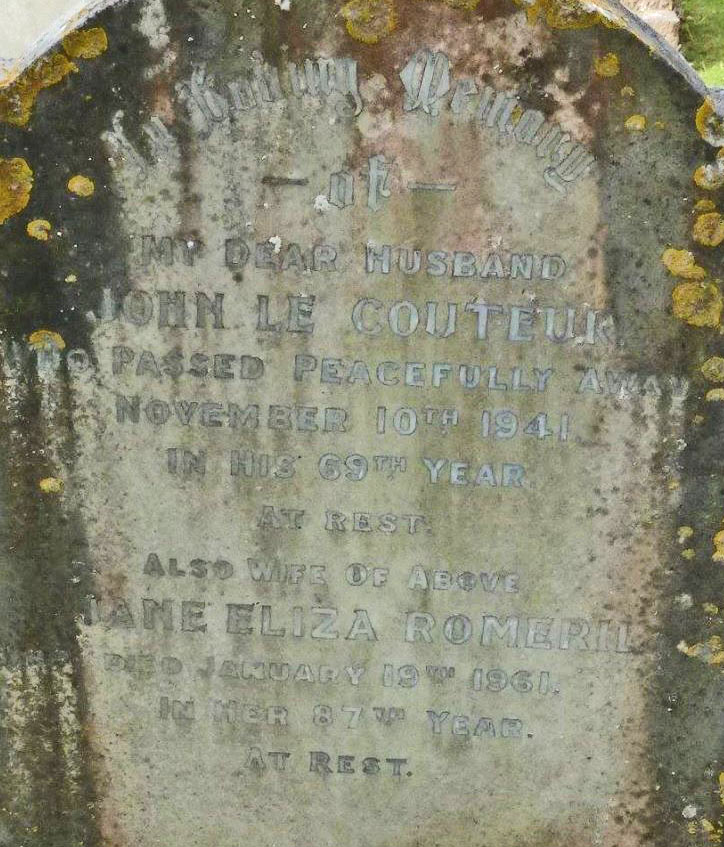 In Loving Memory
— of —
MY DEAR HUSBAND
JOHN LE COUTEUR
WHO PASSED PEACEFULLY AWAY
NOVEMBER 10TH 1941.
IN HIS 69TH YEAR.
AT REST.
ALSO WIFE OF ABOVE
JANE ELIZA ROMERIL
DIED JANUARY 19TH 1961.
IN HER 87TH YEAR.
AT REST.